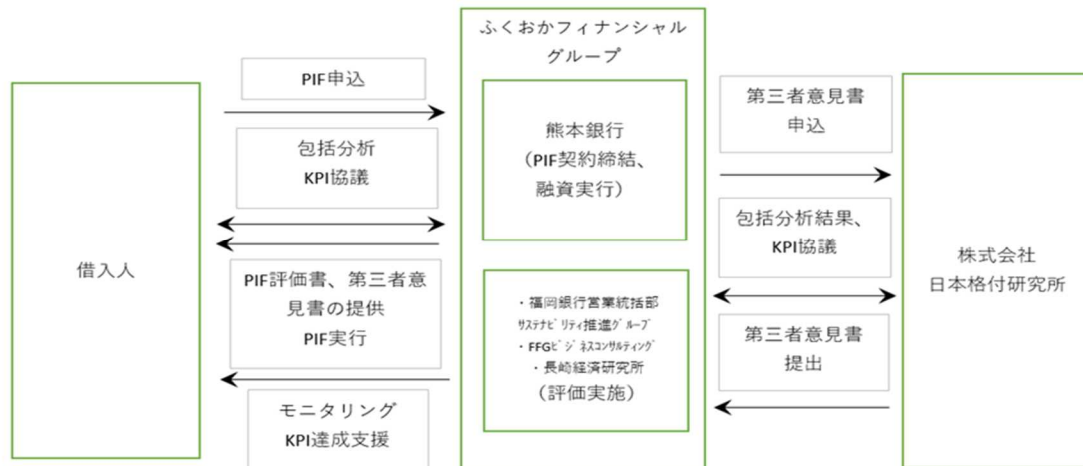 借入人
PIF申込
包括分析
KPI協議
PIF評価書、第三者意
見書の提供
PIF実行
モニタリング
KPI達成支援
ふくおかフィナンシャル
グループ
熊本銀行
（PIF契約締結、
融資実行）
・福岡銀行営業統括部
ｻｽﾃﾅﾋﾞﾘﾃｨ推進ｸﾞﾙｰﾌﾟ
・FFGﾋﾞｼﾞﾈｽｺﾝｻﾙﾃｨﾝｸﾞ
・長崎経済研究所
（評価実施）
第三者意見書
申込
包括分析結果、
KPI協議
第三者意見書
提出
株式会社
日本格付研究所